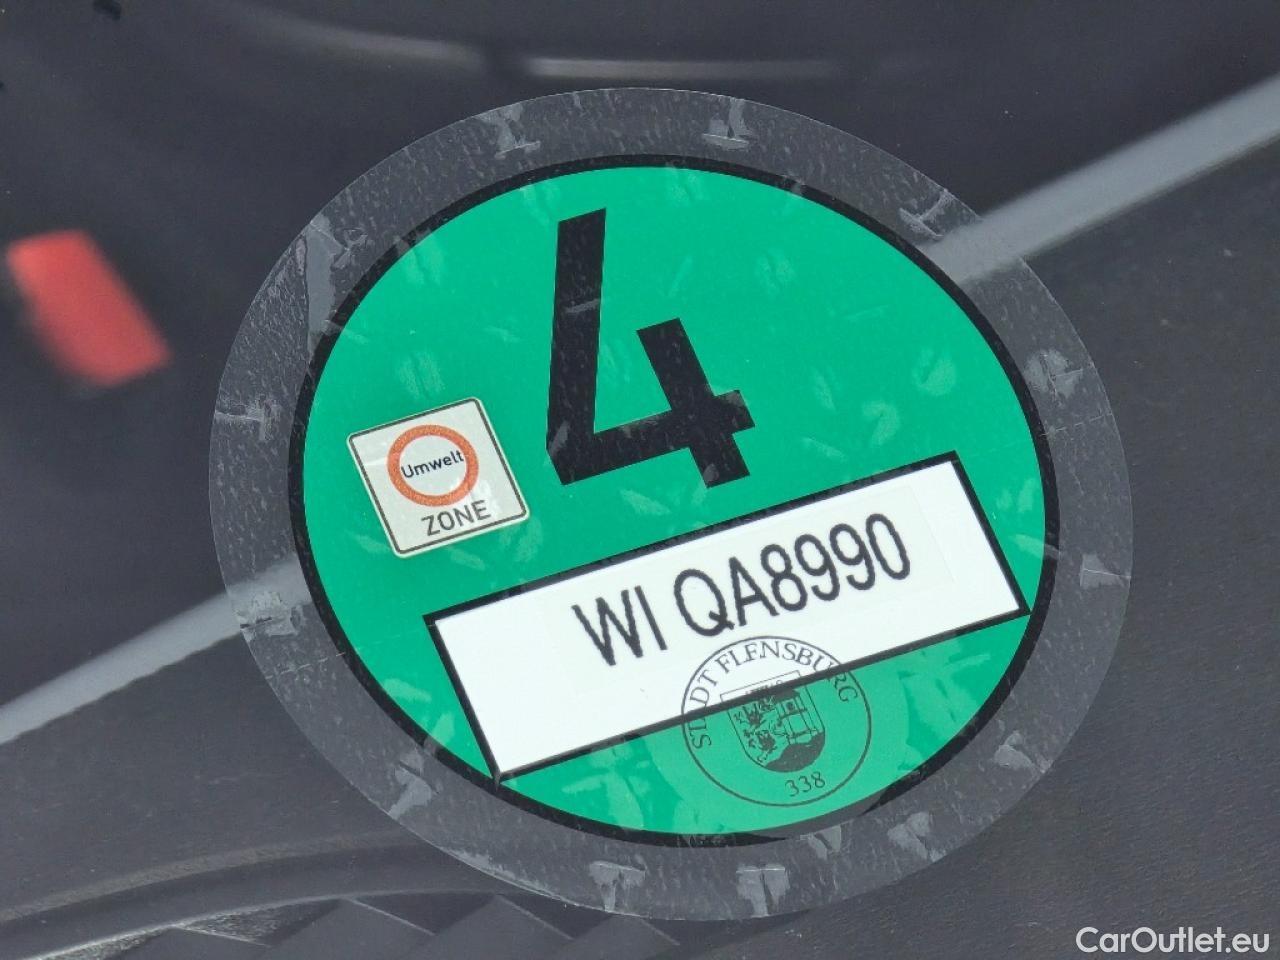 4
Umwelt
ZONE
WI QA8990
STADT FLENSBURG
338
CarOutlet.eu